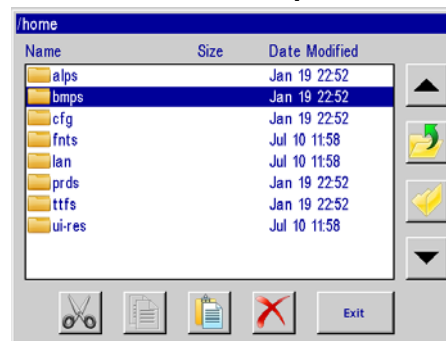 /home
Name Size Date Modified
alps Jan 19 22:52
bmps Jan 19 22:52
cfg Jan 19 22:52
fnts Jul 10 11:58
lan Jul 10 11:58
prds Jan 19 22:52
ttfs Jan 19 22:52
ui-res Jul 10 11:58
Exit